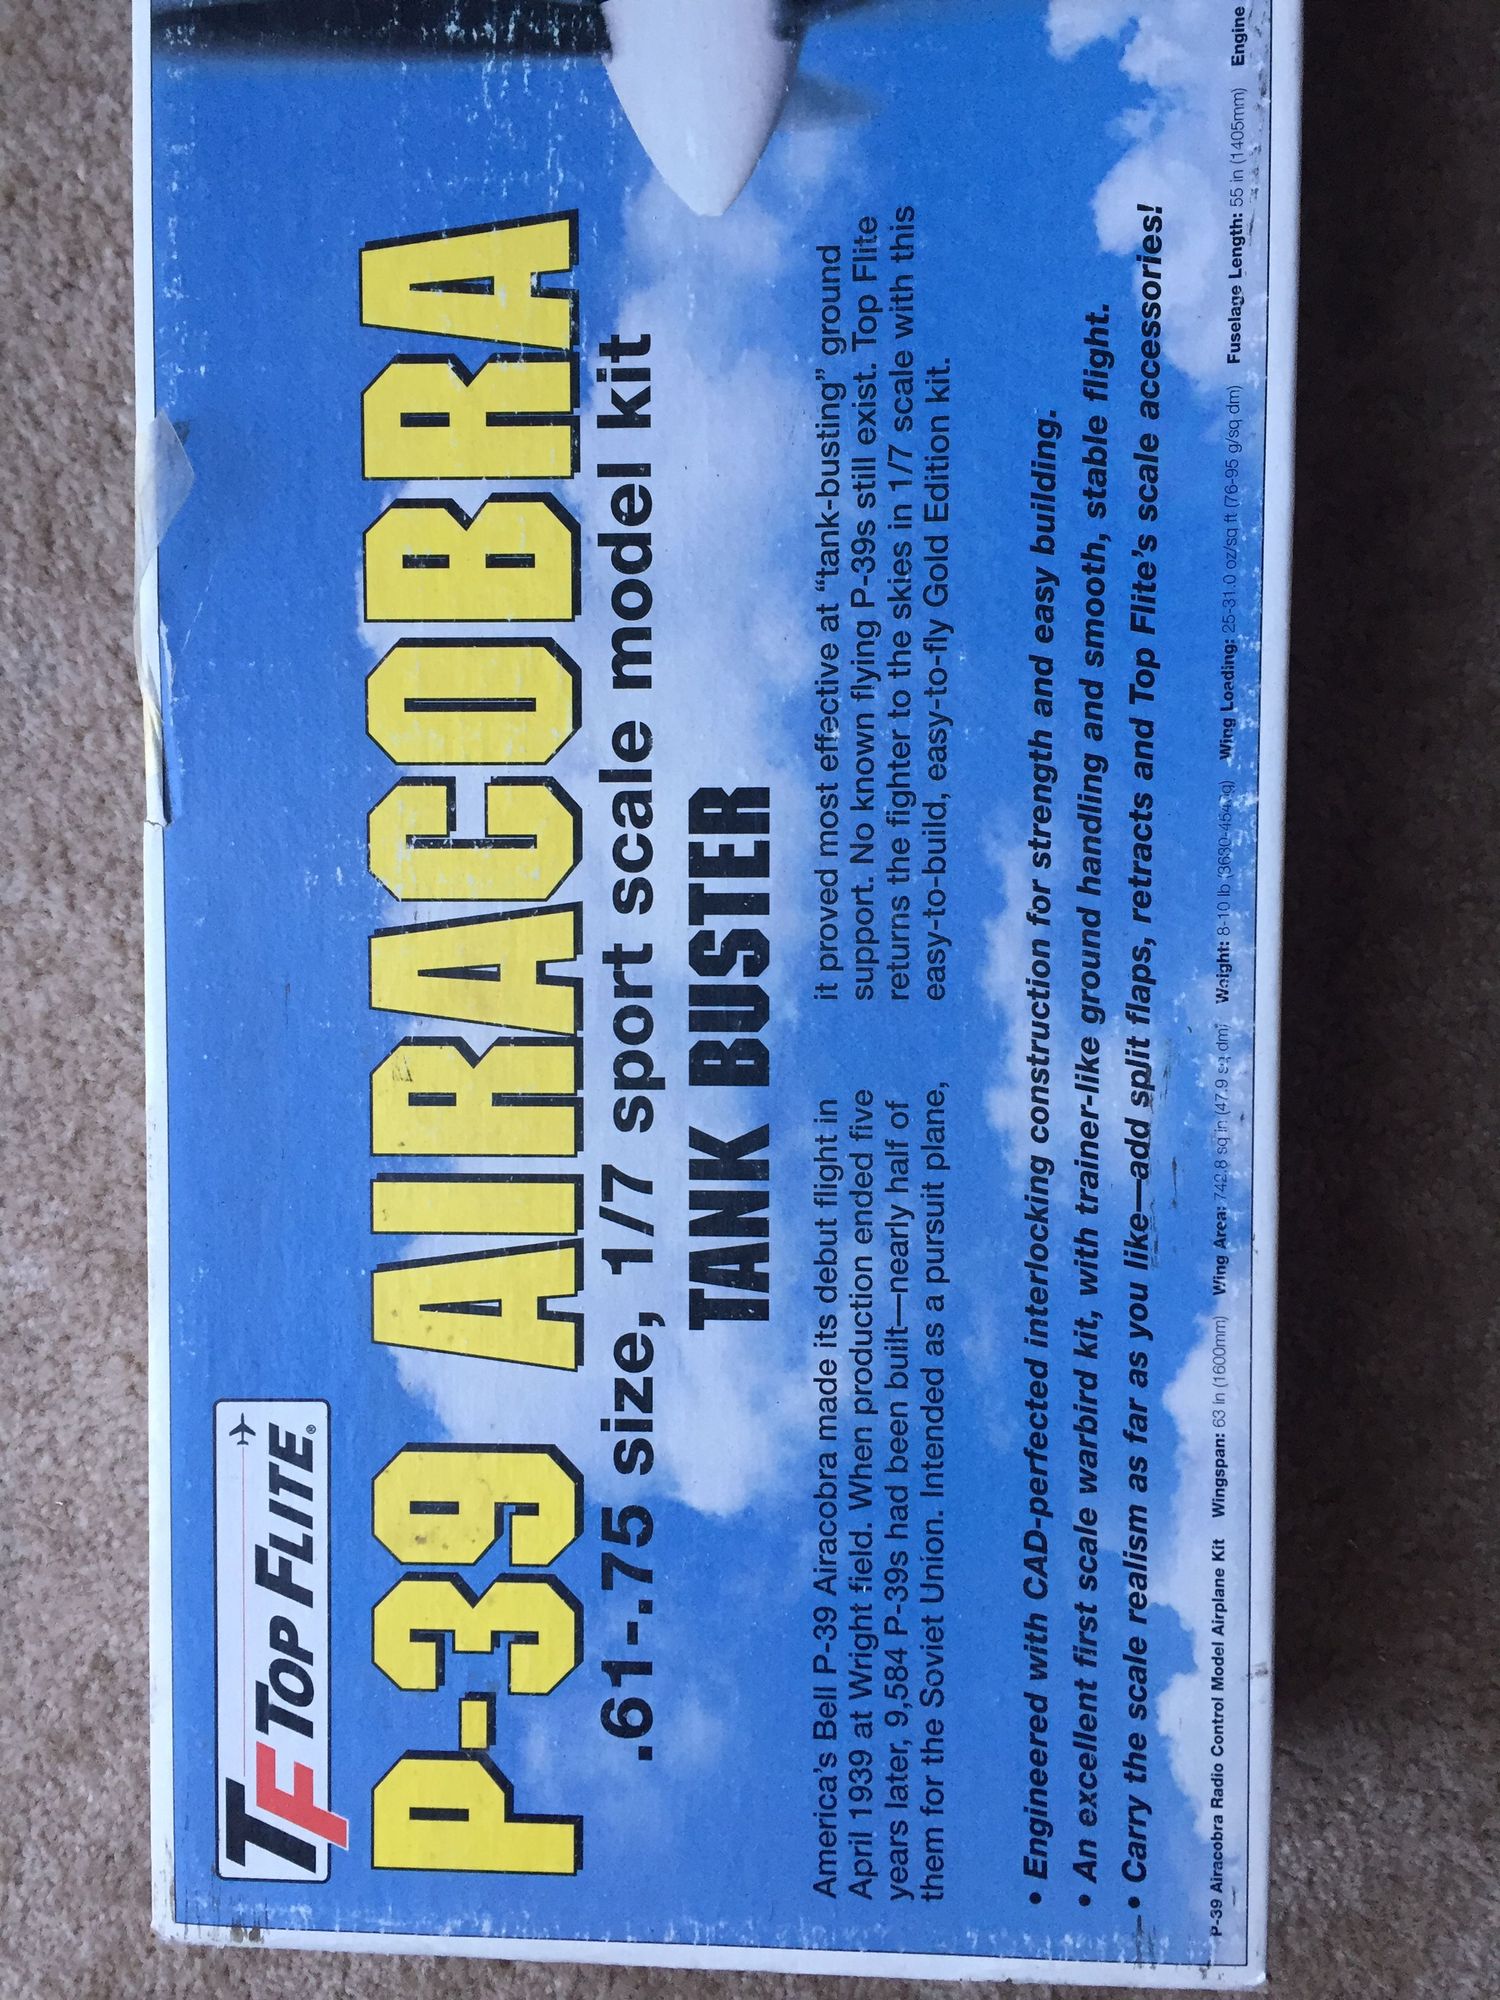 TF TOP FLITE®
P-39 AIRACOBRA
.61-.75 size, 1/7 sport scale model kit
TANK BUSTER
America's Bell P-39 Airacobra made its debut flight in
April 1939 at Wright field. When production ended five
years later, 9,584 P-39s had been built—nearly half of
them for the Soviet Union. Intended as a pursuit plane,
it proved most effective at “tank-busting” ground
support. No known flying P-39s still exist. Top Flite
returns the fighter to the skies in 1/7 scale with this
easy-to-build, easy-to-fly Gold Edition kit.
• Engineered with CAD-perfected interlocking construction for strength and easy building.
• An excellent first scale warbird kit, with trainer-like ground handling and smooth, stable flight.
• Carry the scale realism as far as you like—add split flaps, retracts and Top Flite's scale accessories!
P-39 Airacobra Radio Control Model Airplane Kit Wingspan: 63 in (1600mm) Wing Area: 742.8 sq in (47.9 sq dm) Weight: 8-10 lb Wing Loading: 25-31.0 oz/sq ft (76-95 g/sq dm) Fuselage Length: 55 in (1405mm) Engine